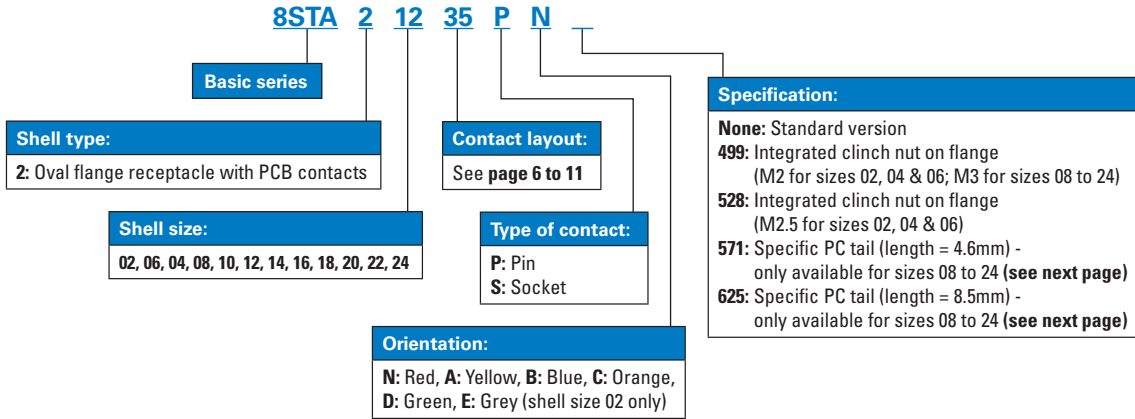 8STA 2 12 35 P N _
Basic series
Shell type:
2: Oval flange receptacle with PCB contacts
Shell size:
02, 06, 04, 08, 10, 12, 14, 16, 18, 20, 22, 24
Contact layout:
See page 6 to 11
Type of contact:
P: Pin
S: Socket
Orientation:
N: Red, A: Yellow, B: Blue, C: Orange,
D: Green, E: Grey (shell size 02 only)
Specification:
None: Standard version
499: Integrated clinch nut on flange
(M2 for sizes 02, 04 & 06; M3 for sizes 08 to 24)
528: Integrated clinch nut on flange
(M2.5 for sizes 02, 04 & 06)
571: Specific PC tail (length = 4.6mm) -
only available for sizes 08 to 24 (see next page)
625: Specific PC tail (length = 8.5mm) -
only available for sizes 08 to 24 (see next page)